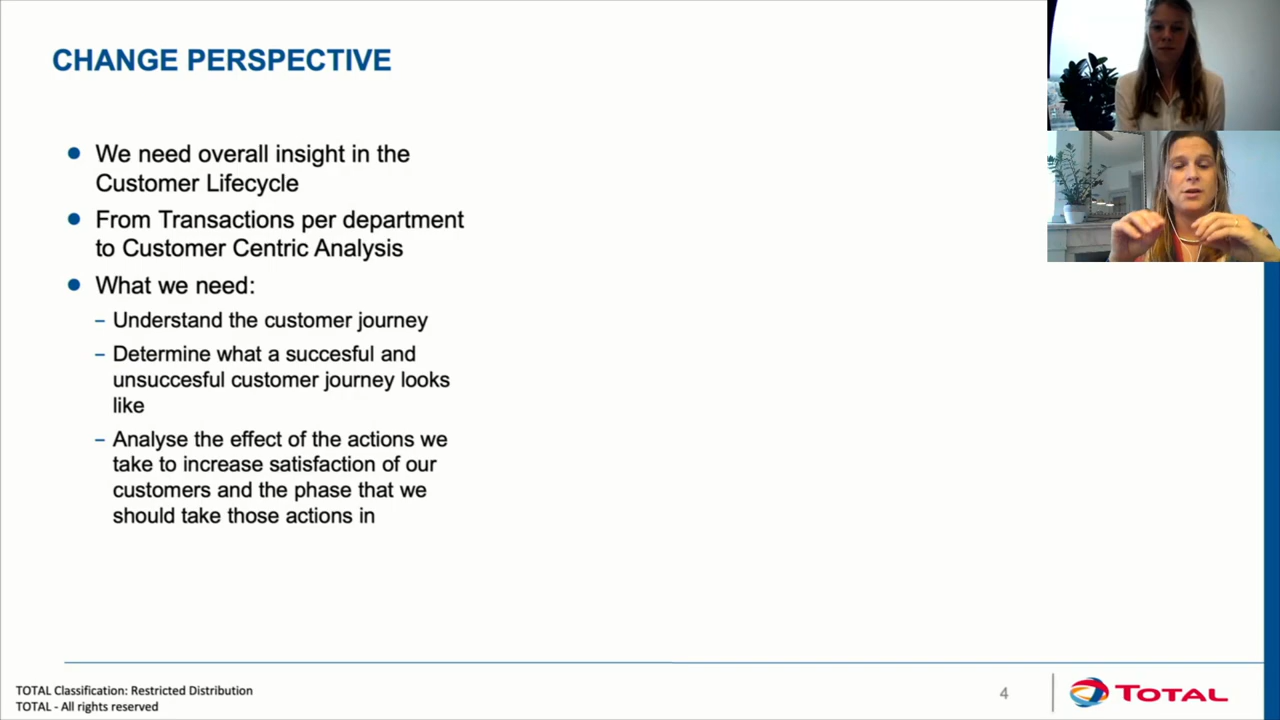 CHANGE PERSPECTIVE
We need overall insight in the
Customer Lifecycle
From Transactions per department
to Customer Centric Analysis
What we need:
– Understand the customer journey
– Determine what a succesful and
unsuccesful customer journey looks
like
– Analyse the effect of the actions we
take to increase satisfaction of our
customers and the phase that we
should take those actions in
TOTAL Classification: Restricted Distribution
TOTAL - All rights reserved
4
TOTAL